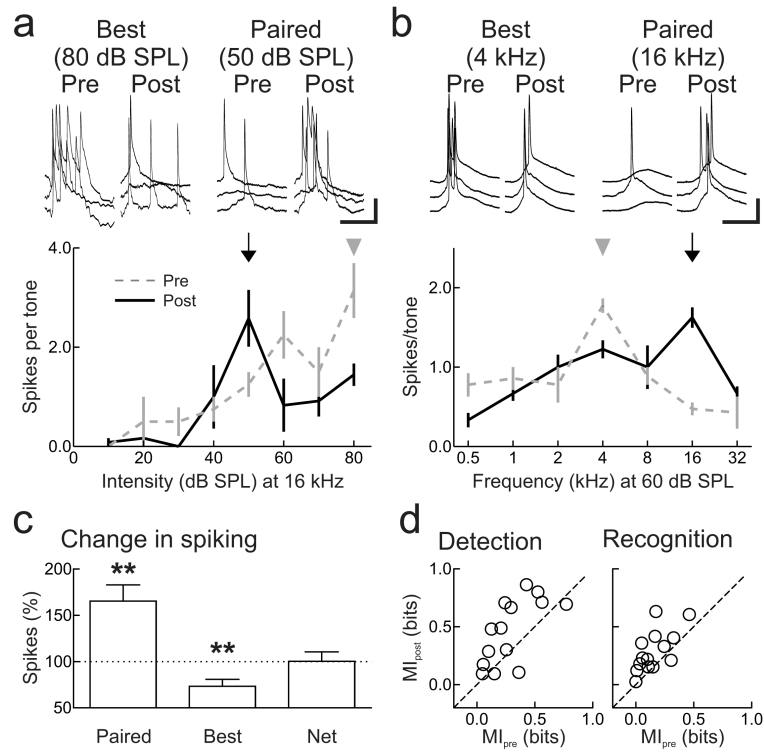 a
Best
(80 dB SPL)
Pre Post
Paired
(50 dB SPL)
Pre Post
4.0
2.0
0.0
Spikes per tone
Pre
Post
0 20 40 60 80
Intensity (dB SPL) at 16 kHz
b
Best
(4 kHz)
Pre Post
Paired
(16 kHz)
Pre Post
2.0
1.0
0.0
Spikes/tone
0.5 1 2 4 8 16 32
Frequency (kHz) at 60 dB SPL
c
Change in spiking
200
150
100
50
Spikes (%)
**
**
Paired Best Net
d
Detection
1.0
0.5
0.0
MIpost (bits)
0.0 0.5 1.0
MIpre (bits)
Recognition
0.0 0.5 1.0
MIpre (bits)